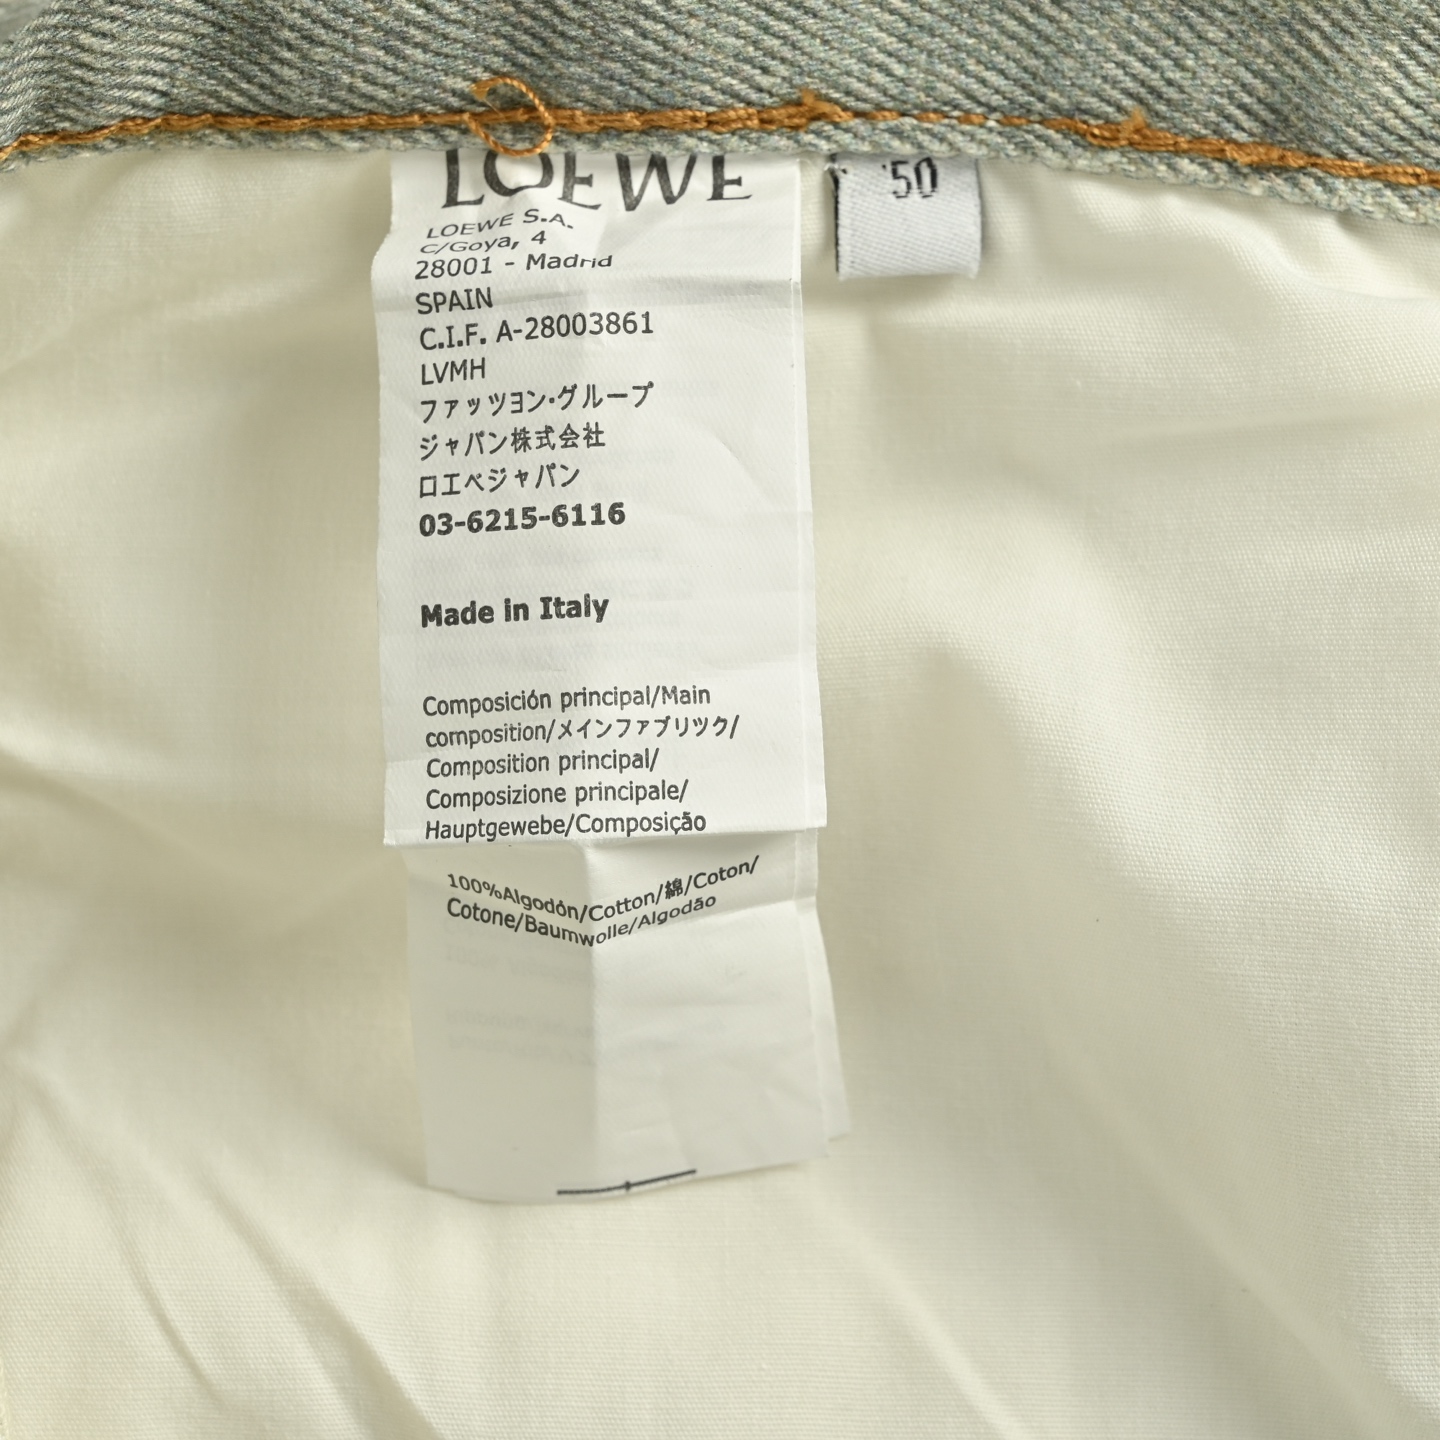 LOEWE
50
LOEWE S.A.
C/Goya, 4
28001 - Madrid
SPAIN
C.I.F. A-28003861
LVMH
ファッツヨン·グループ
ジャパン株式会社
ロエベジャパン
03-6215-6116
Made in Italy
Composición principal/Main
composition/メインファブリック/
Composition principal/
Composizione principale/
Hauptgewebe/Composição
100%Algodón/Cotton/綿/Coton/
Cotone/Baumwolle/Algodão